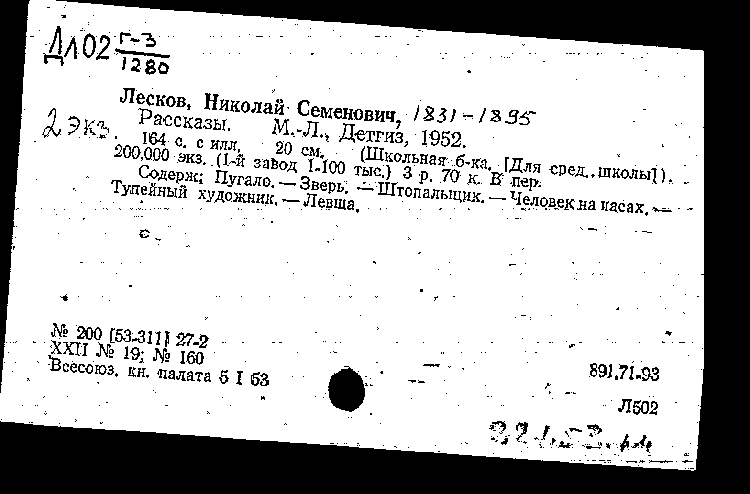 Дл02 Г-3
1280
Лесков, Николай Семенович, 1831-1895
2 экз.
Рассказы. М.-Л., Детгиз, 1952.
164 с. с илл. 20 см. (Школьная б-ка. [Для сред. школы]).
200.000 экз. (1-й завод 1-100 тыс.) 3 р. 70 к. В пер.
Содерж: Пугало. — Зверь. — Штопальщик. — Человек на часах. —
Тупейный художник. — Левша.
№ 200 [53-311] 27-2
XXII № 19; № 160
Всесоюз. кн. палата 5 I 53
891.71-93
Л502